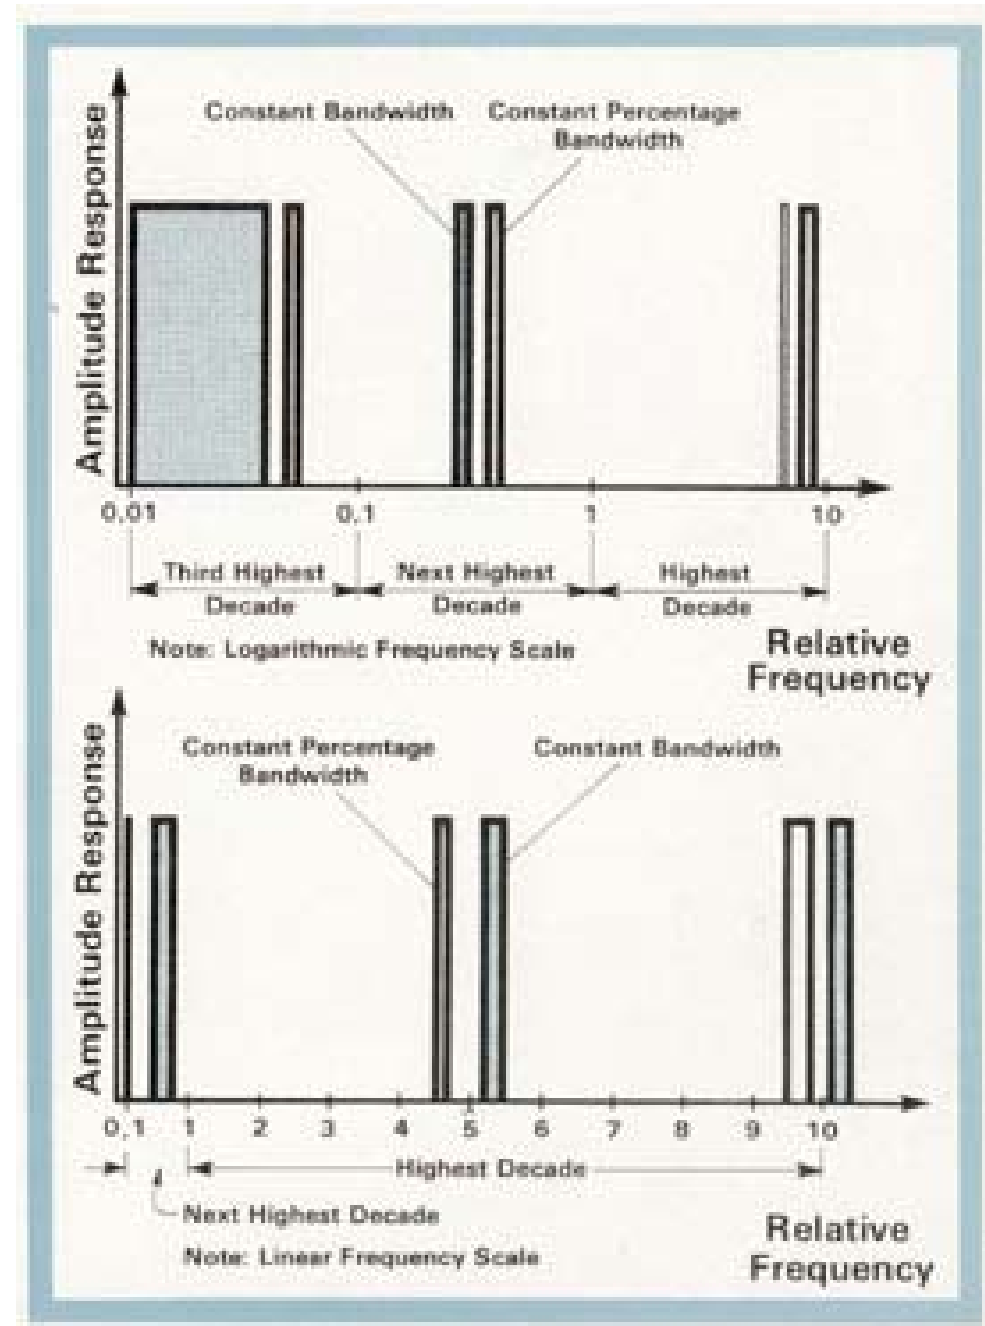 Amplitude Response
Constant Bandwidth
Constant Percentage
Bandwidth
0.01
0.1
1
10
Third Highest
Decade
Next Highest
Decade
Highest
Decade
Note: Logarithmic Frequency Scale
Relative
Frequency
Amplitude Response
Constant Percentage
Bandwidth
Constant Bandwidth
0.1 1 2 3 4 5 6 7 8 9 10
Highest Decade
Next Highest Decade
Note: Linear Frequency Scale
Relative
Frequency